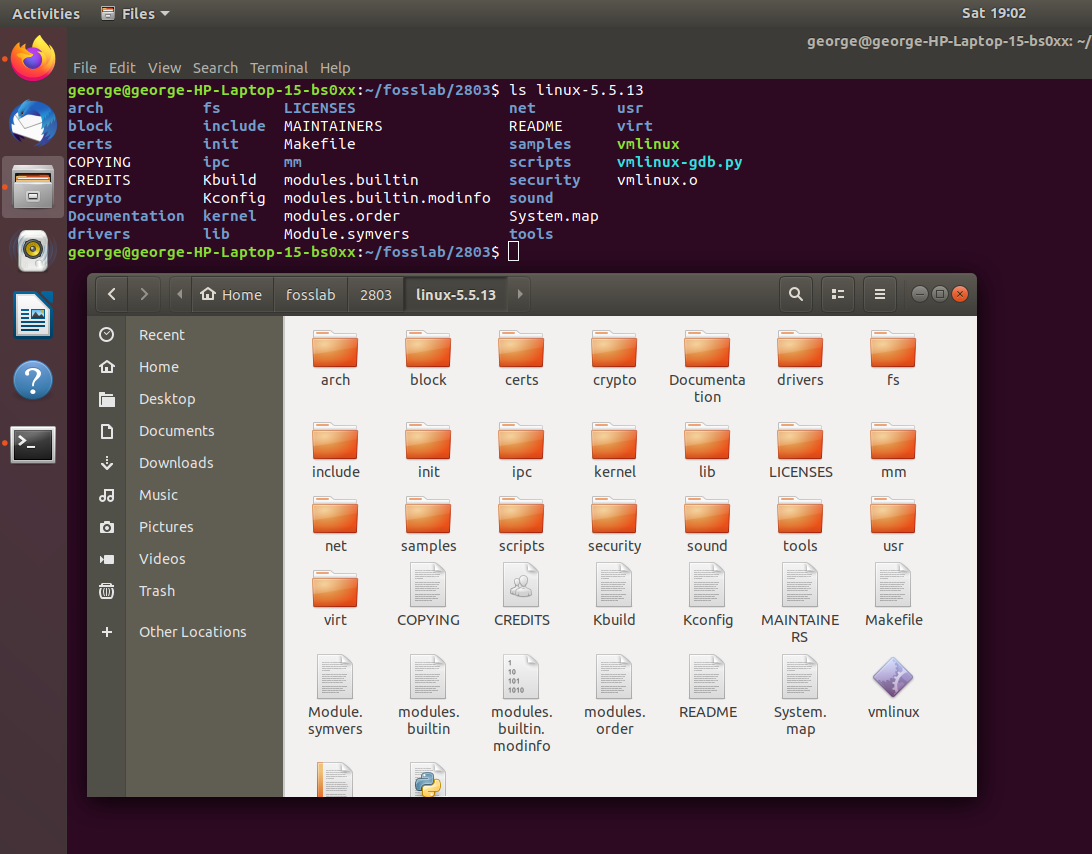 Activities Files Sat 19:02
george@george-HP-Laptop-15-bs0xx: ~/
File Edit View Search Terminal Help
george@george-HP-Laptop-15-bs0xx:~/fosslab/2803$ ls linux-5.5.13
arch fs LICENSES net usr
block include MAINTAINERS README virt
certs init Makefile samples vmlinux
COPYING ipc mm scripts vmlinux-gdb.py
CREDITS Kbuild modules.builtin security vmlinux.o
crypto Kconfig modules.builtin.modinfo sound
Documentation kernel modules.order System.map
drivers lib Module.symvers tools
george@george-HP-Laptop-15-bs0xx:~/fosslab/2803$
Home fosslab 2803 linux-5.5.13
Recent
Home
Desktop
Documents
Downloads
Music
Pictures
Videos
Trash
Other Locations
arch block certs crypto Documenta drivers fs
tion
include init ipc kernel lib LICENSES mm
net samples scripts security sound tools usr
virt COPYING CREDITS Kbuild Kconfig MAINTAINE Makefile
RS
1
10
101
1010
Module. modules. modules. modules. README System. vmlinux
symvers builtin builtin. order map
modinfo